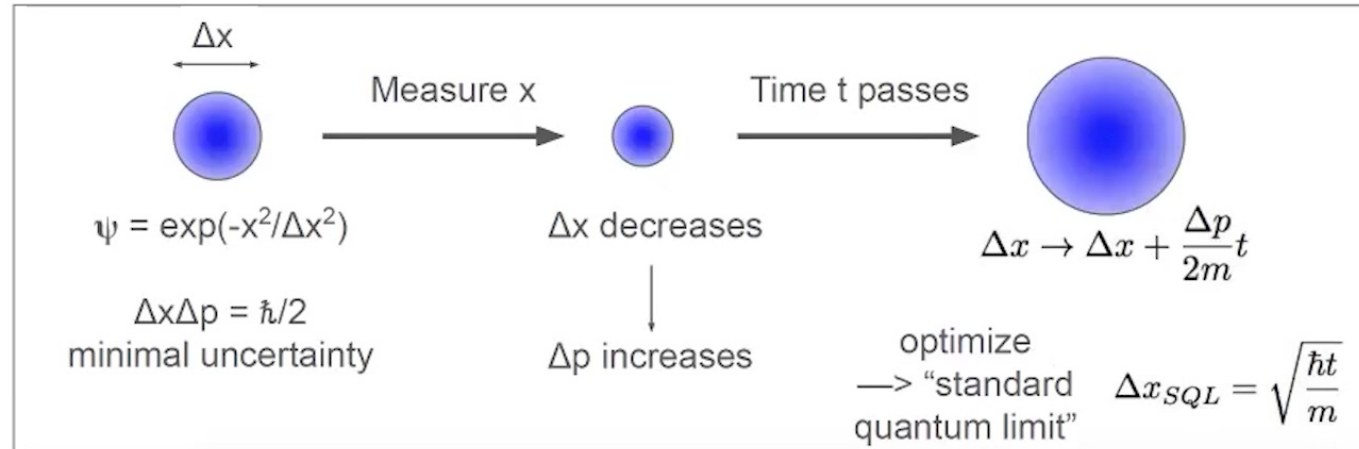 Δx
Measure x
Time t passes
ψ = exp(-x²/Δx²)
Δx decreases
Δx → Δx + Δp/2m t
ΔxΔp = ℏ/2
minimal uncertainty
Δp increases
optimize
—> “standard
quantum limit”
Δx_SQL = √(ℏt/m)